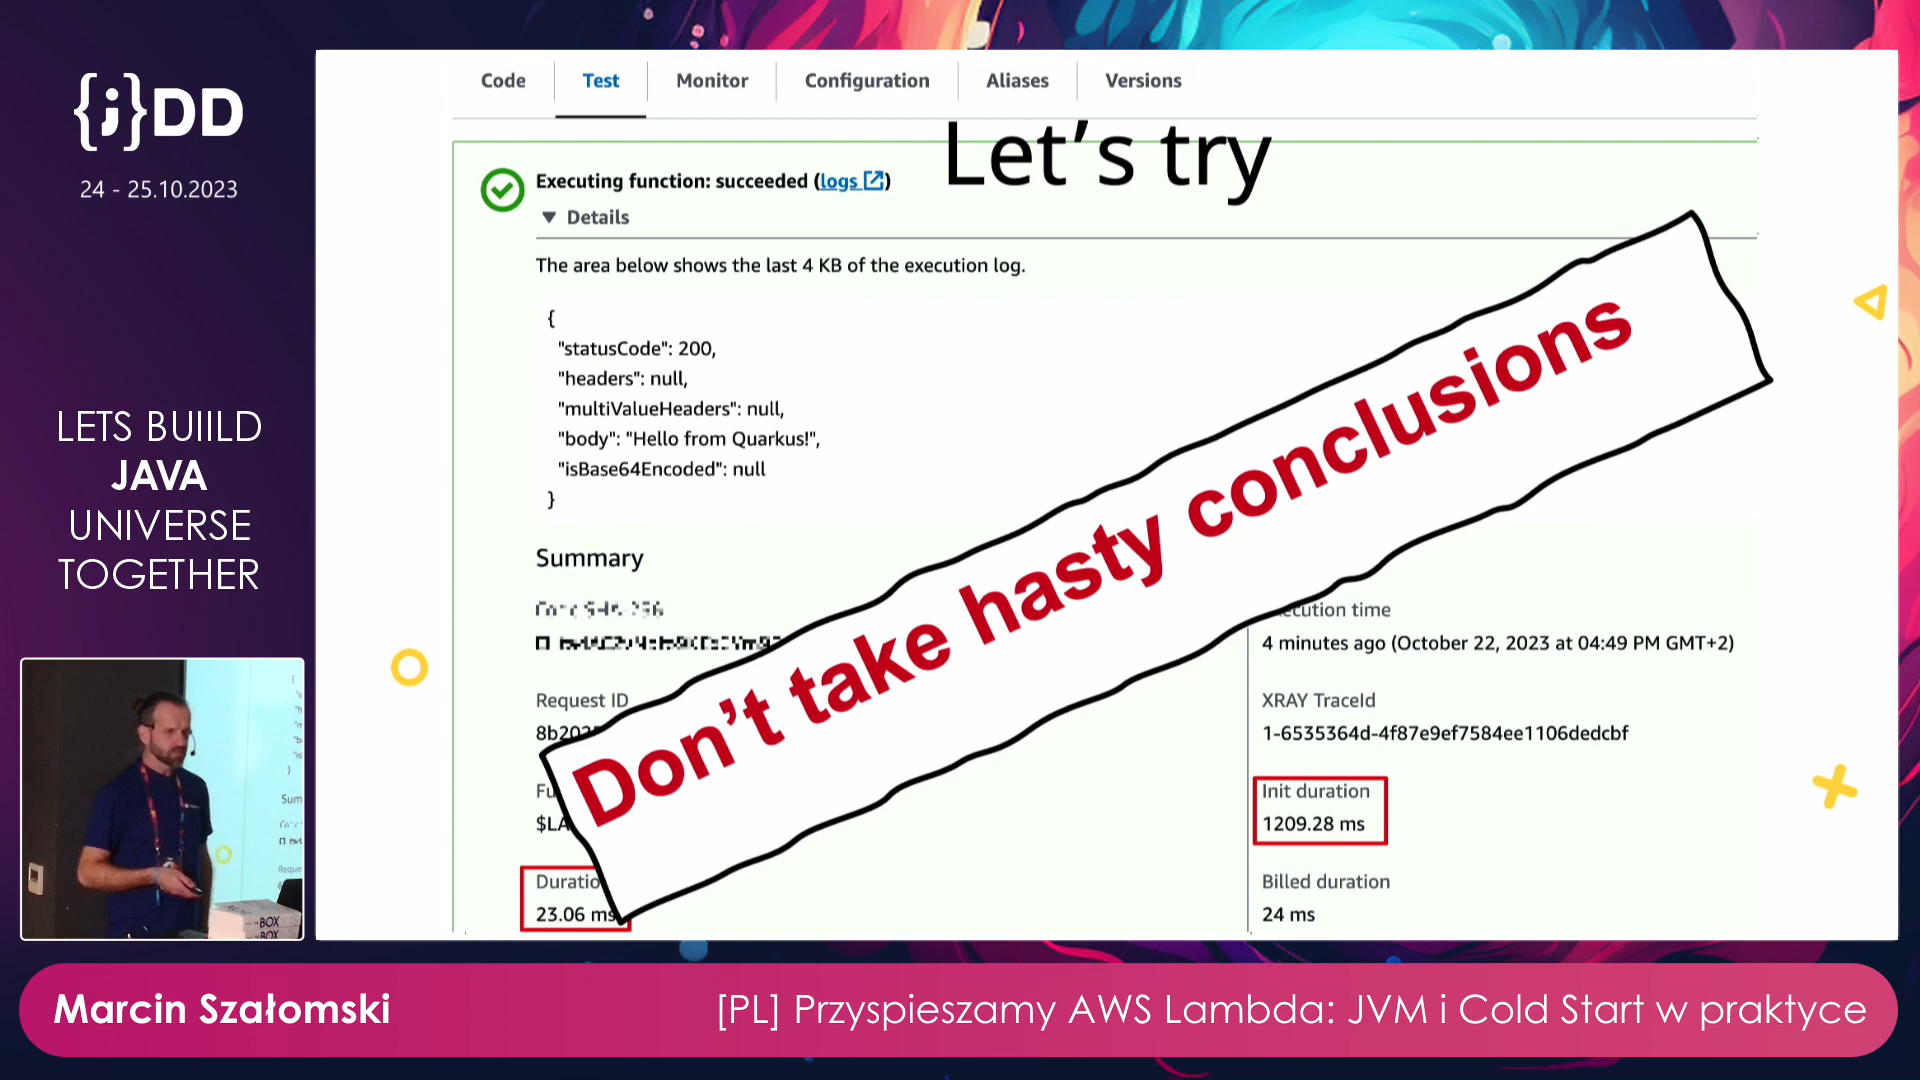 {j}DD
24 - 25.10.2023
LETS BUIILD
JAVA
UNIVERSE
TOGETHER
Code
Test
Monitor
Configuration
Aliases
Versions
Let's try
Executing function: succeeded (logs)
Details
The area below shows the last 4 KB of the execution log.
{
"statusCode": 200,
"headers": null,
"multiValueHeaders": null,
"body": "Hello from Quarkus!",
"isBase64Encoded": null
}
Don't take hasty conclusions
Summary
time
4 minutes ago (October 22, 2023 at 04:49 PM GMT+2)
Request ID
XRAY TraceId
1-6535364d-4f87e9ef7584ee1106dedcbf
Init duration
1209.28 ms
Duratio
23.06 ms
Billed duration
24 ms
BOX
BOX
Marcin Szałomski
[PL] Przyspieszamy AWS Lambda: JVM i Cold Start w praktyce